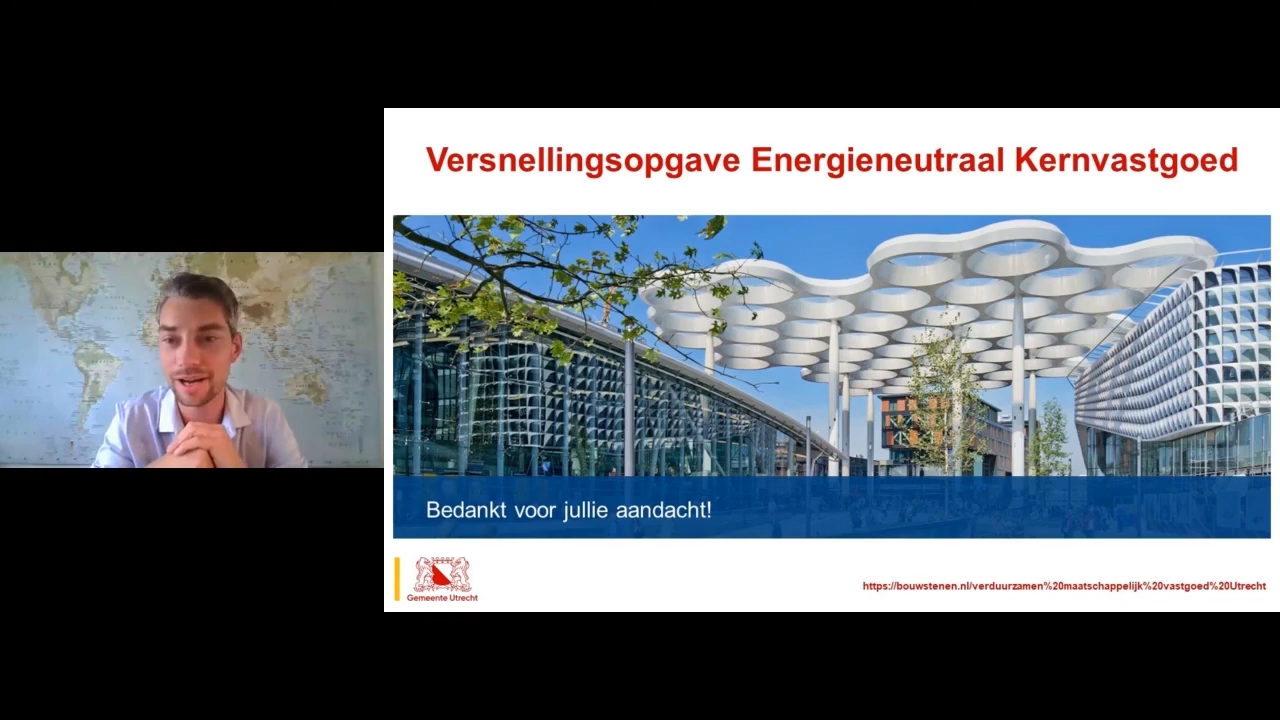 Versnellingsopgave Energieneutraal Kernvastgoed
Bedankt voor jullie aandacht!
Gemeente Utrecht
https://bouwstenen.nl/verduurzamen%20maatschappelijk%20vastgoed%20Utrecht